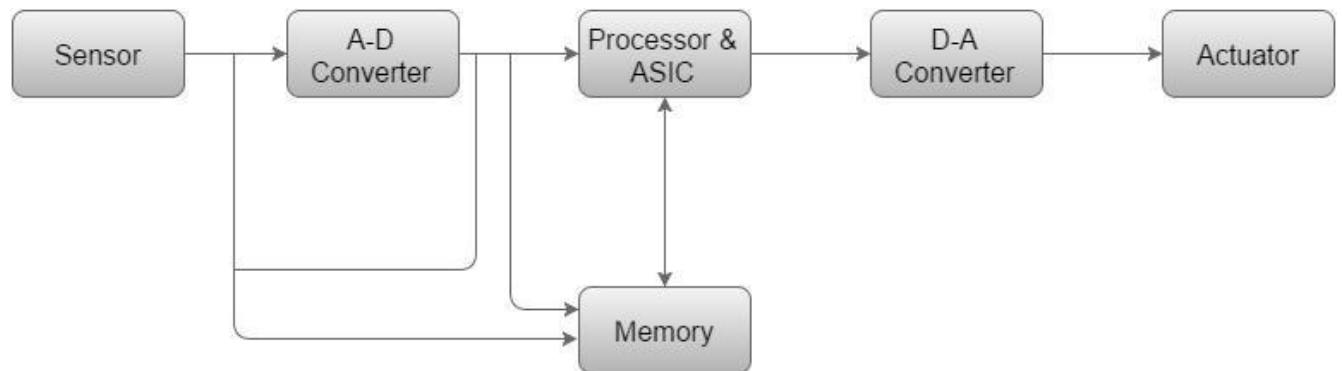 Sensor
A-D
Converter
Processor &
ASIC
D-A
Converter
Actuator
Memory